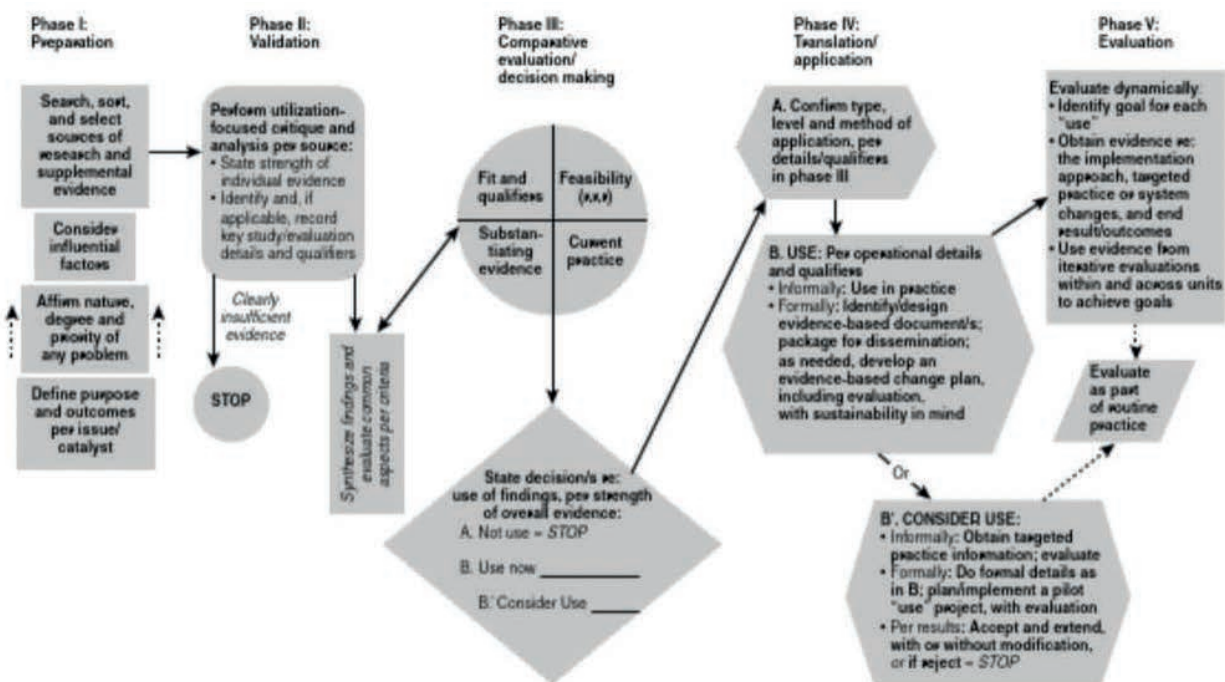 Phase I:
Preparation
Search, sort,
and select
sources of
research and
supplemental
evidence
Consider
influential
factors
Affirm nature,
degree and
priority of
any problem
Define purpose
and outcomes
per issue/
catalyst
Phase II:
Validation
Perform utilization-
focused critique and
analysis per source:
• State strength of
individual evidence
• Identify and, if
applicable, record
key study/evaluation
details and qualifiers
Clearly
insufficient
evidence
STOP
Synthesize findings and
evaluate common
aspects per criteria
Phase III:
Comparative
evaluation/
decision making
Fit and
qualifiers
Feasibility
(r,r,r)
Substan-
tiating
evidence
Current
practice
State decision/s re:
use of findings, per strength
of overall evidence:
A. Not use = STOP
B. Use now
B.' Consider Use
Phase IV:
Translation/
application
A. Confirm type,
level and method of
application, per
details/qualifiers
in phase III
B. USE: Per operational details
and qualifiers
• Informally: Use in practice
• Formally: Identify/design
evidence-based document/s;
package for dissemination;
as needed, develop an
evidence-based change plan,
including evaluation,
with sustainability in mind
Or
B'. CONSIDER USE:
• Informally: Obtain targeted
practice information; evaluate
• Formally: Do formal details as
in B; plan/implement a pilot
"use" project, with evaluation
• Per results: Accept and extend,
with or without modification,
or if reject = STOP
Phase V:
Evaluation
Evaluate dynamically:
• Identify goal for each
"use"
• Obtain evidence re:
the implementation
approach, targeted
practice or system
changes, and end
result/outcomes
• Use evidence from
iterative evaluations
within and across units
to achieve goals
Evaluate
as part
of routine
practice